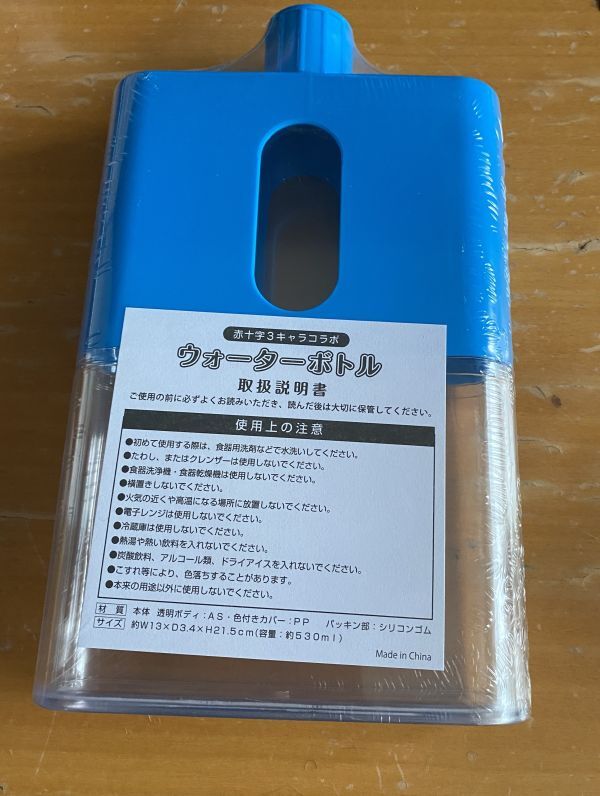 赤十字3キャラコラボ
ウォーターボトル
取扱説明書
ご使用の前に必ずよくお読みいただき、読んだ後は大切に保管してください。
使用上の注意
●初めて使用する際は、食器用洗剤などで水洗いしてください。
●たわし、またはクレンザーは使用しないでください。
●食器洗浄機・食器乾燥機は使用しないでください。
●横置きしないでください。
●火気の近くや高温になる場所に放置しないでください。
●電子レンジは使用しないでください。
●冷蔵庫は使用しないでください。
●熱湯や熱い飲料を入れないでください。
●炭酸飲料、アルコール類、ドライアイスを入れないでください。
●こすれ等により、色落ちすることがあります。
●本来の用途以外に使用しないでください。
材 質 本体 透明ボディ:AS・色付きカバー:PP パッキン部:シリコンゴム
サイズ 約W13×D3.4×H21.5cm(容量:約530ml)
Made in China